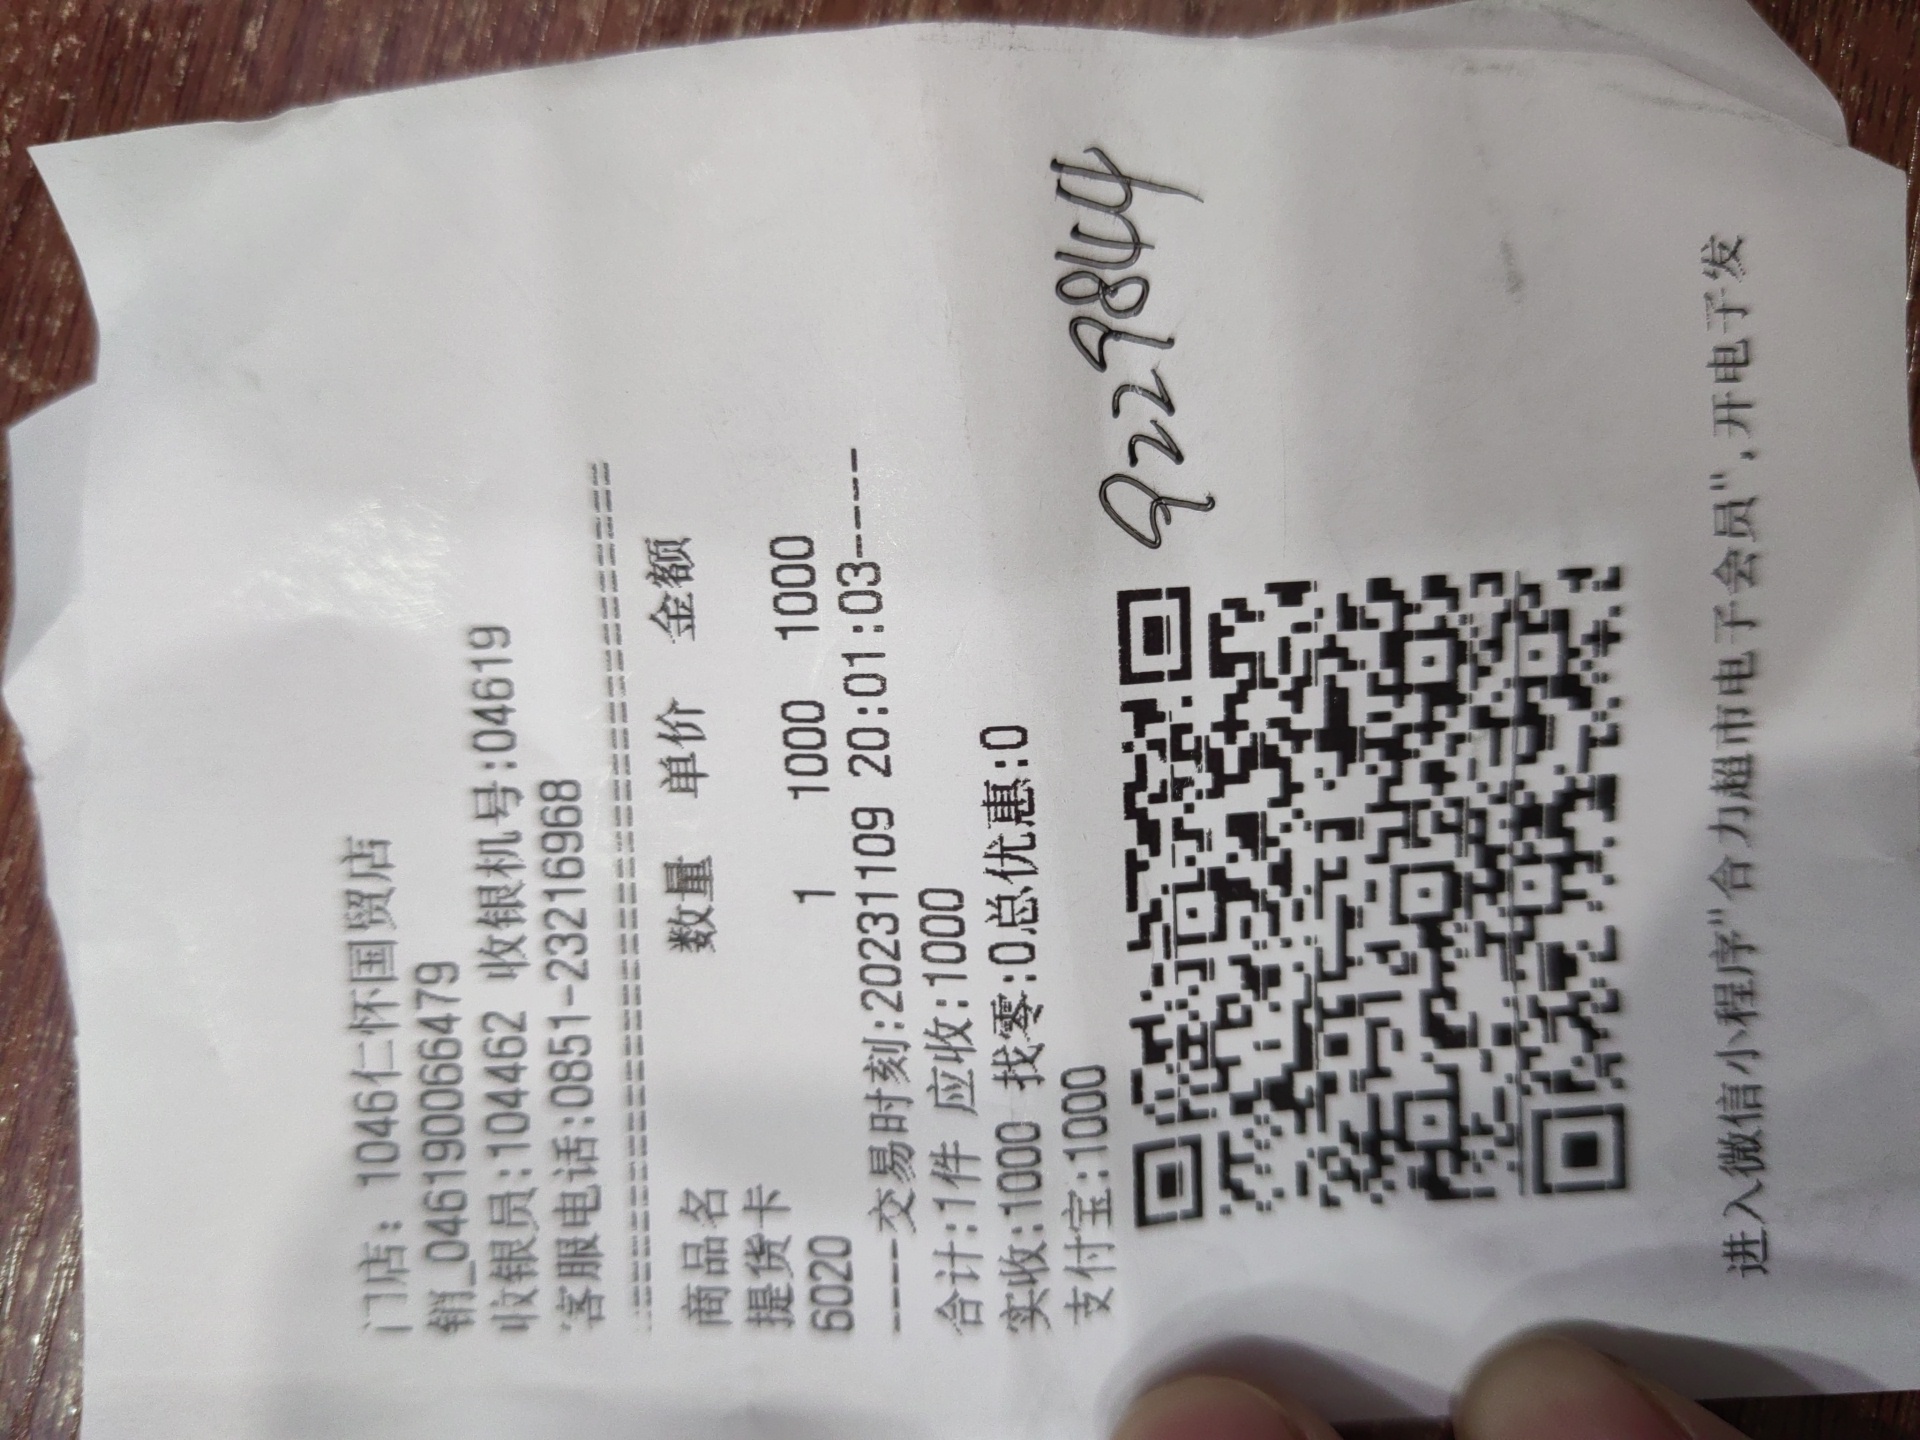 门店: 1046仁怀国贸店
销_046190066479
收银员:104462 收银机号:04619
客服电话:0851-23216968
商品名 数量 单价 金额
提货卡
6020 1 1000 1000
----交易时刻:20231109 20:01:03----
合计:1件 应收:1000
实收:1000 找零:0总优惠:0
支付宝:1000
9229844
进入微信小程序"合力超市电子会员",开电子发